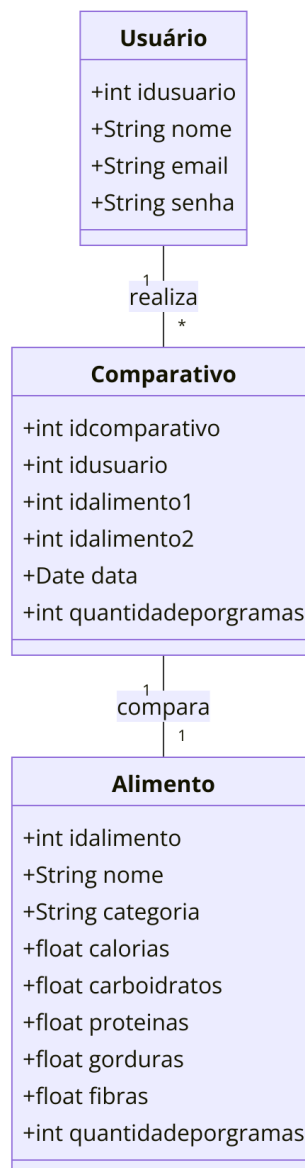 Usuário
+int idusuario
+String nome
+String email
+String senha
1
realiza
*
Comparativo
+int idcomparativo
+int idusuario
+int idalimento1
+int idalimento2
+Date data
+int quantidadeporgramas
1
compara
1
Alimento
+int idalimento
+String nome
+String categoria
+float calorias
+float carboidratos
+float proteinas
+float gorduras
+float fibras
+int quantidadeporgramas